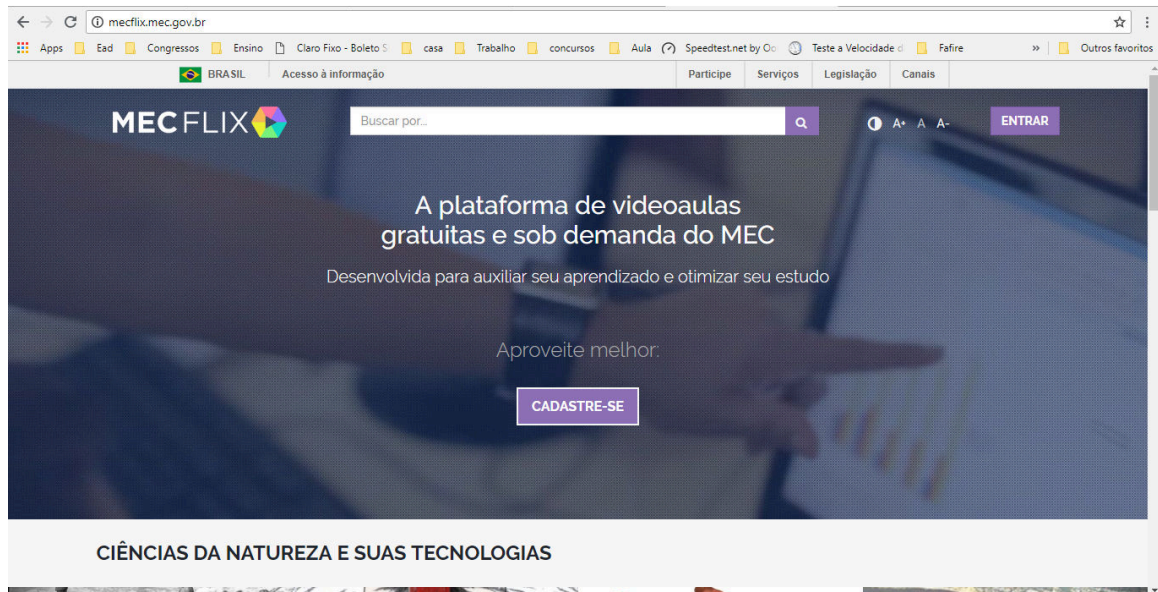 mecflix.mec.gov.br
Apps Ead Congressos Ensino Claro Fixo - Boleto S casa Trabalho concursos Aula Speedtest.net by Oo Teste a Velocidade d Fafire » Outros favoritos
BRASIL Acesso à informação Participe Serviços Legislação Canais
MECFLIX Buscar por... A+ A A- ENTRAR
A plataforma de videoaulas
gratuitas e sob demanda do MEC
Desenvolvida para auxiliar seu aprendizado e otimizar seu estudo
Aproveite melhor:
CADASTRE-SE
CIÊNCIAS DA NATUREZA E SUAS TECNOLOGIAS